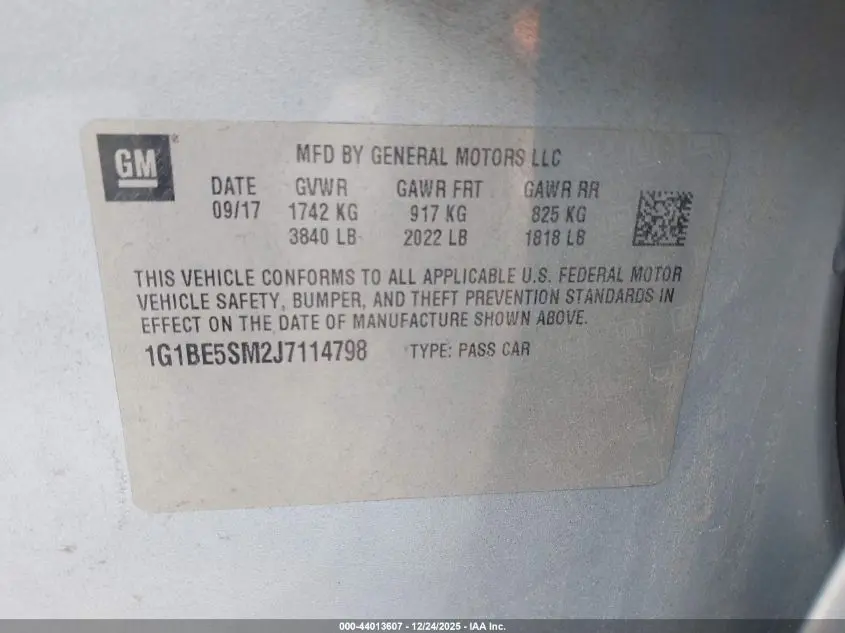 GM®
MFD BY GENERAL MOTORS LLC
DATE GVWR GAWR FRT GAWR RR
09/17 1742 KG 917 KG 825 KG
3840 LB 2022 LB 1818 LB
THIS VEHICLE CONFORMS TO ALL APPLICABLE U.S. FEDERAL MOTOR
VEHICLE SAFETY, BUMPER, AND THEFT PREVENTION STANDARDS IN
EFFECT ON THE DATE OF MANUFACTURE SHOWN ABOVE.
1G1BE5SM2J7114798 TYPE: PASS CAR
000-44013607 - 12/24/2025 - IAA Inc.